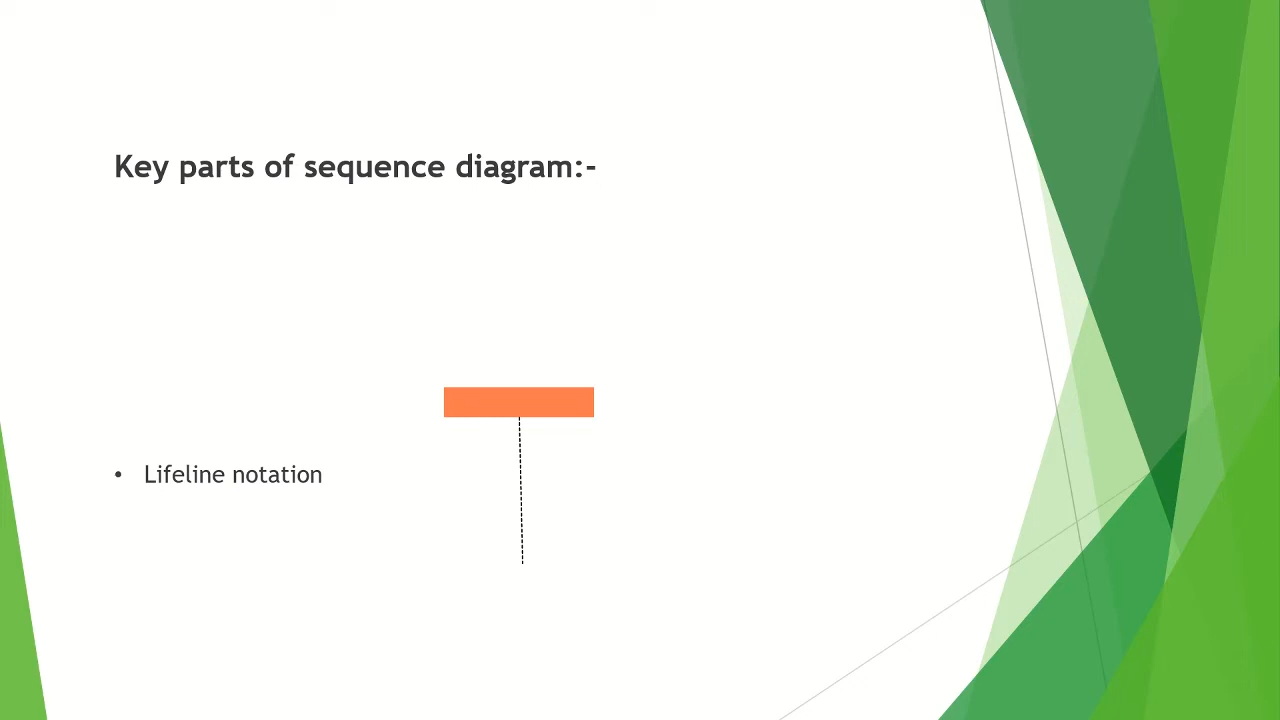 Key parts of sequence diagram:-
• Lifeline notation